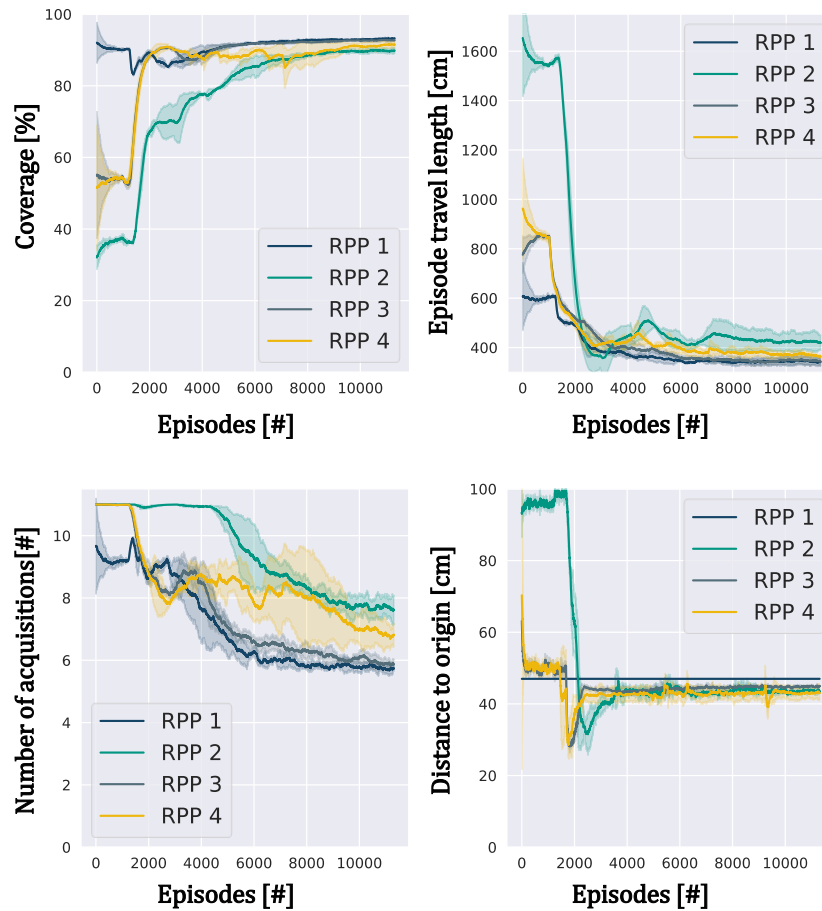 100
80
60
40
20
0
Coverage [%]
RPP 1
RPP 2
RPP 3
RPP 4
0 2000 4000 6000 8000 10000
Episodes [#]
1600
1400
1200
1000
800
600
400
Episode travel length [cm]
RPP 1
RPP 2
RPP 3
RPP 4
0 2000 4000 6000 8000 10000
Episodes [#]
10
8
6
4
2
0
Number of acquisitions[#]
RPP 1
RPP 2
RPP 3
RPP 4
0 2000 4000 6000 8000 10000
Episodes [#]
100
80
60
40
20
0
Distance to origin [cm]
RPP 1
RPP 2
RPP 3
RPP 4
0 2000 4000 6000 8000 10000
Episodes [#]